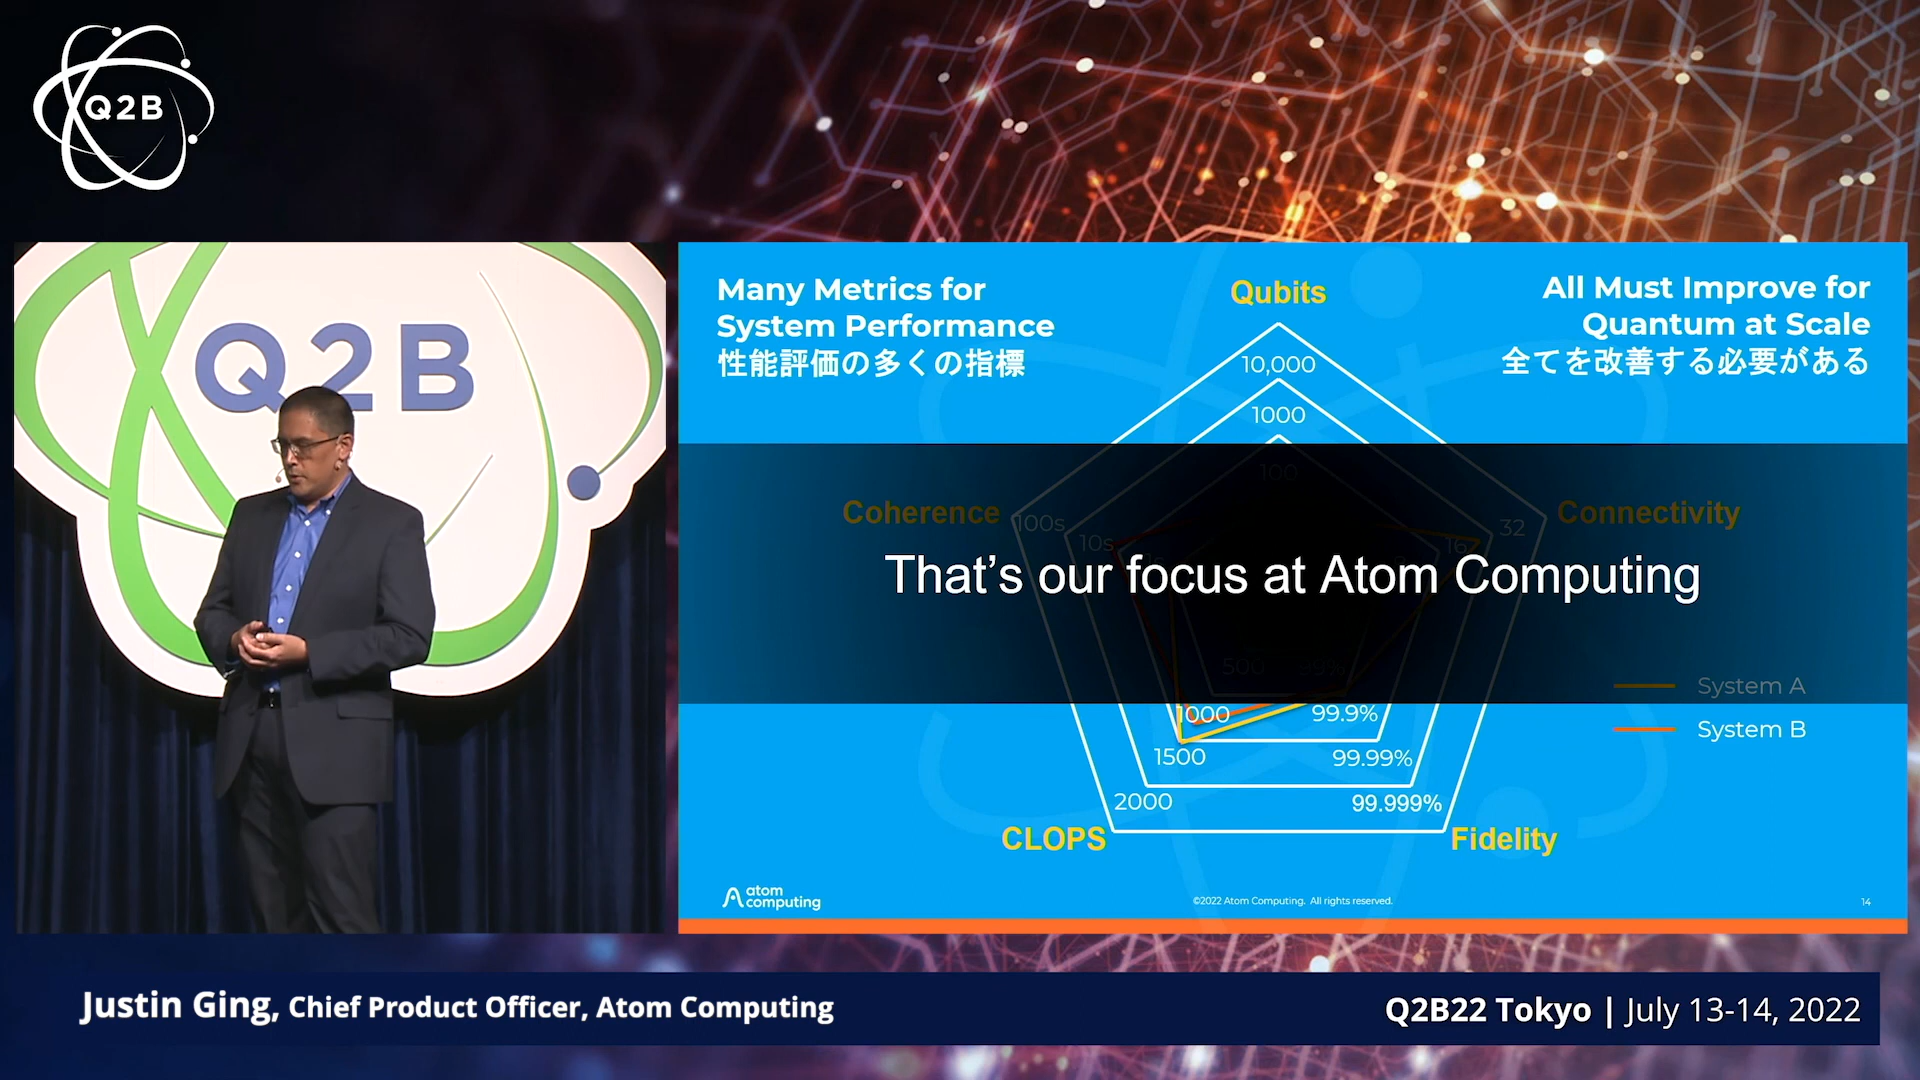 Q2B
Q2B
Many Metrics for
System Performance
性能評価の多くの指標
All Must Improve for
Quantum at Scale
全てを改善する必要がある
Qubits
10,000
1000
100
Coherence
100s
10s
Connectivity
32
16
That's our focus at Atom Computing
500
99%
1000
99.9%
1500
99.99%
2000
99.999%
CLOPS
Fidelity
System A
System B
atom
computing
©2022 Atom Computing. All rights reserved.
14
Justin Ging, Chief Product Officer, Atom Computing
Q2B22 Tokyo | July 13-14, 2022